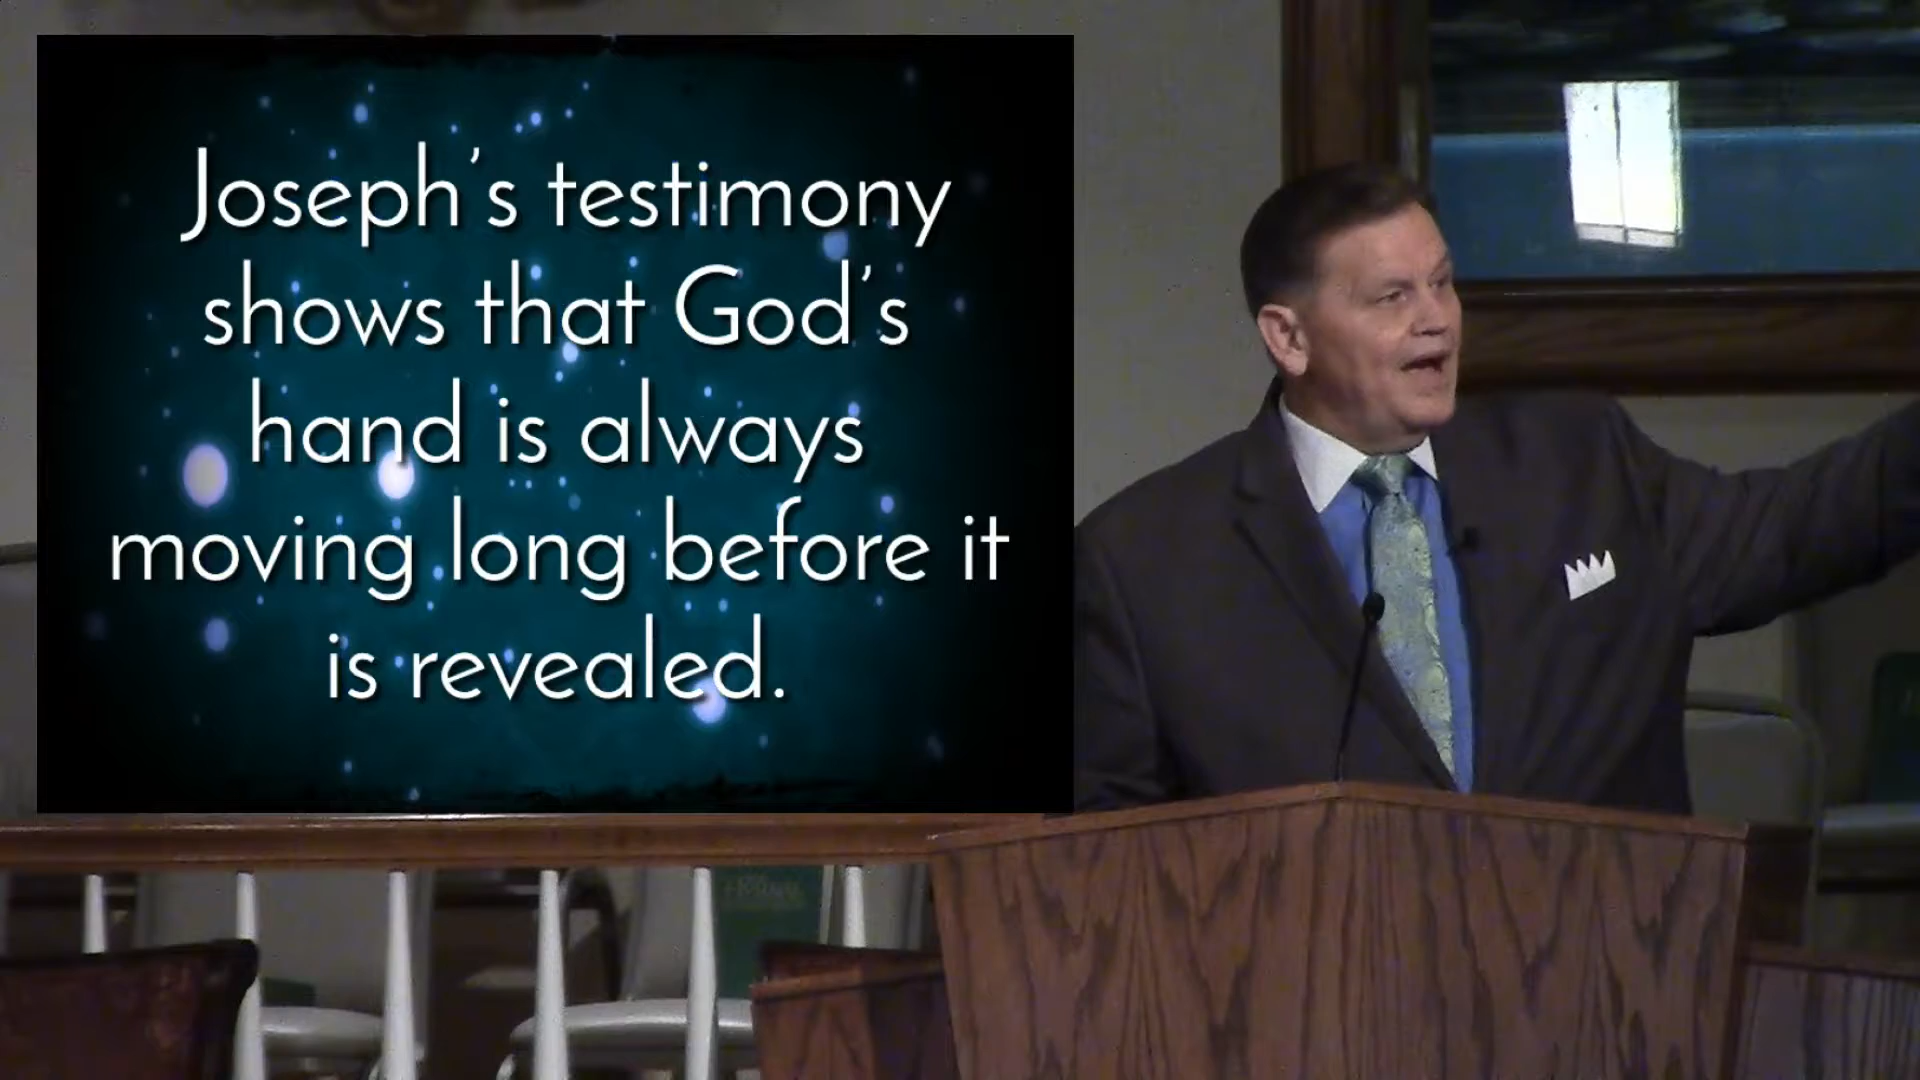 Joseph's testimony
shows that God's
hand is always
moving long before it
is revealed.